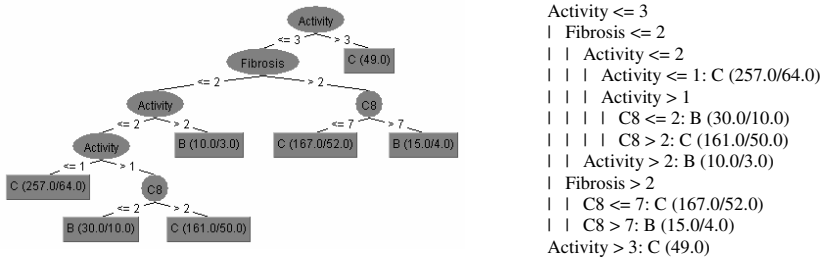 Activity
<= 3 > 3
Fibrosis
C (49.0)
<= 2 > 2
Activity
C8
<= 2 > 2
<= 7 > 7
Activity
B (10.0/3.0)
C (167.0/52.0)
B (15.0/4.0)
<= 1 > 1
C (257.0/64.0)
C8
<= 2 > 2
B (30.0/10.0)
C (161.0/50.0)
Activity <= 3
| Fibrosis <= 2
| | Activity <= 2
| | | Activity <= 1: C (257.0/64.0)
| | | Activity > 1
| | | | C8 <= 2: B (30.0/10.0)
| | | | C8 > 2: C (161.0/50.0)
| | Activity > 2: B (10.0/3.0)
| Fibrosis > 2
| | C8 <= 7: C (167.0/52.0)
| | C8 > 7: B (15.0/4.0)
Activity > 3: C (49.0)